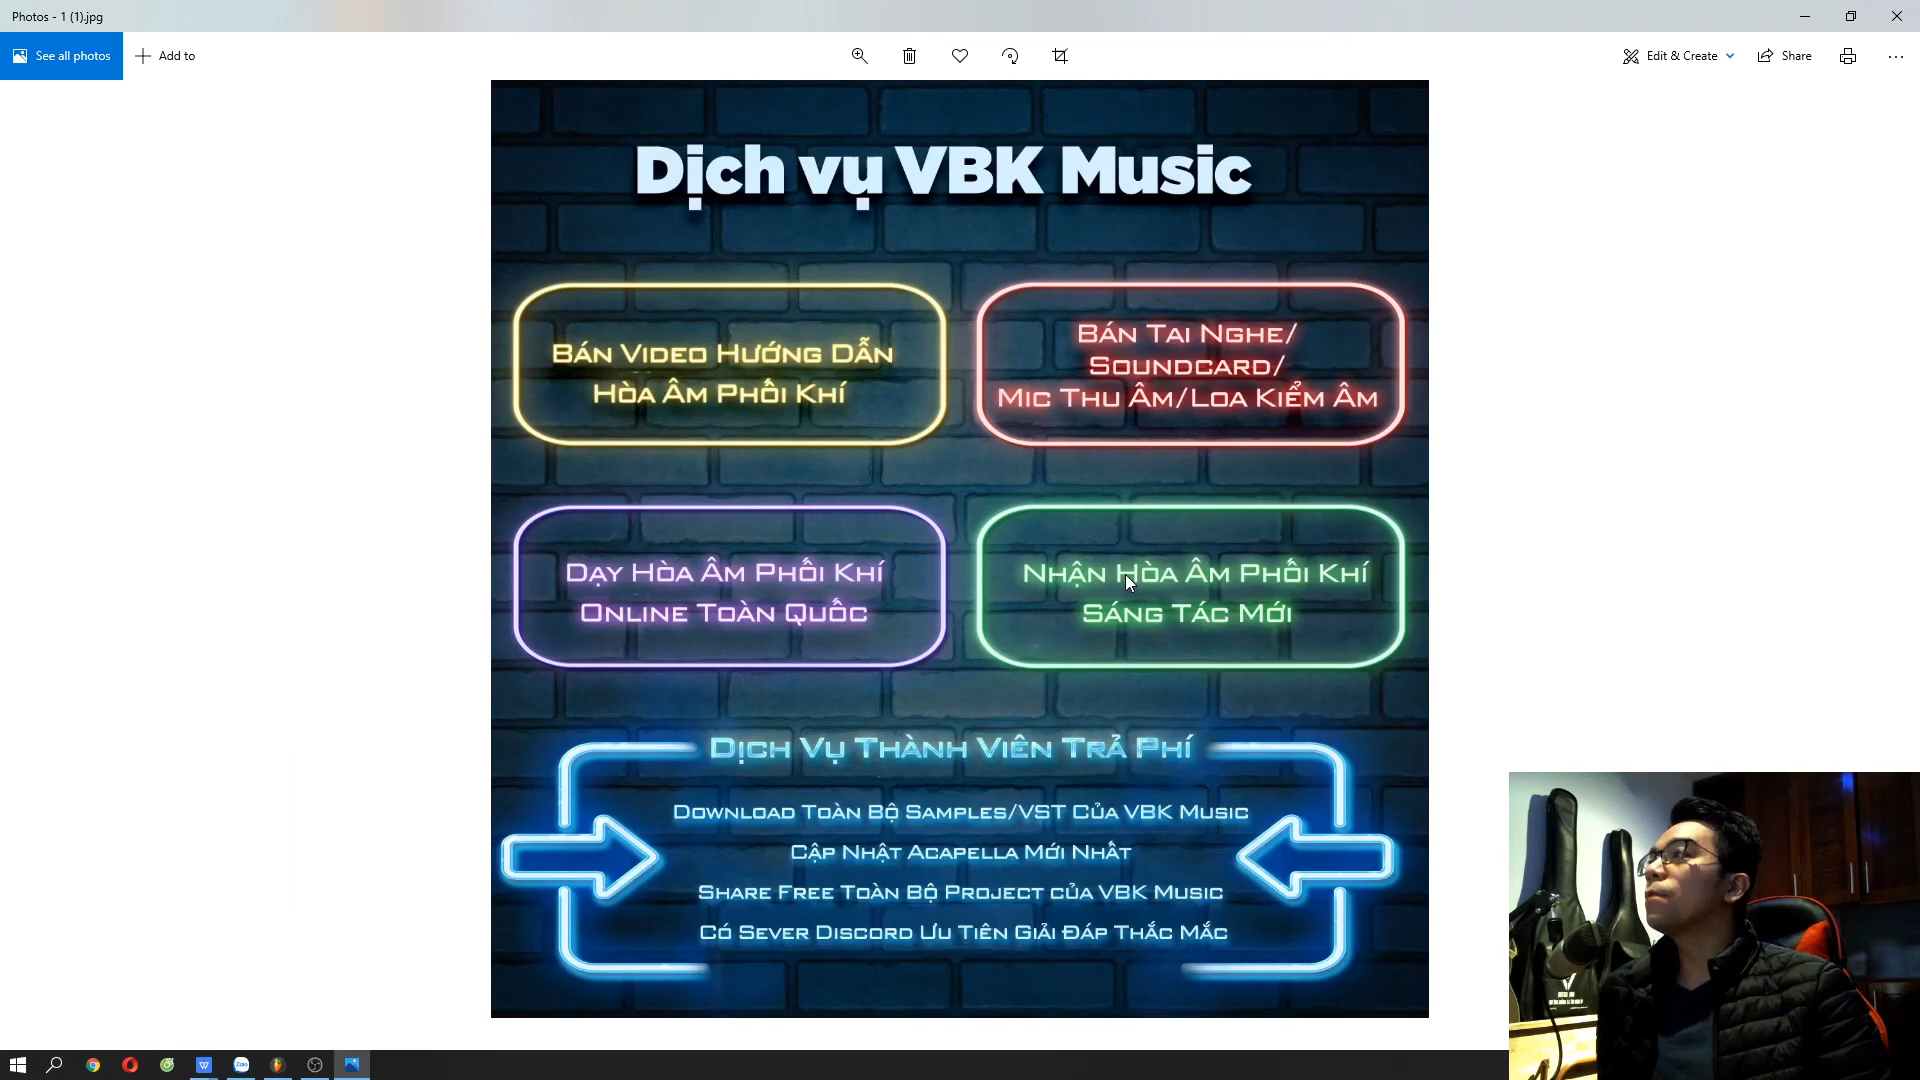 Photos - 1 (1).jpg
See all photos
Add to
Edit & Create
Share
Dịch vụ VBK Music
Bán Video Hướng Dẫn
Hòa Âm Phối Khí
Bán Tai Nghe/
Soundcard/
Mic Thu Âm/Loa Kiểm Âm
Dạy Hòa Âm Phối Khí
Online Toàn Quốc
Nhận Hòa Âm Phối Khí
Sáng Tác Mới
Dịch Vụ Thành Viên Trả Phí
Download Toàn Bộ Samples/VST Của VBK Music
Cập Nhật Acapella Mới Nhất
Share Free Toàn Bộ Project của VBK Music
Có Sever Discord Ưu Tiên Giải Đáp Thắc Mắc
Zalo